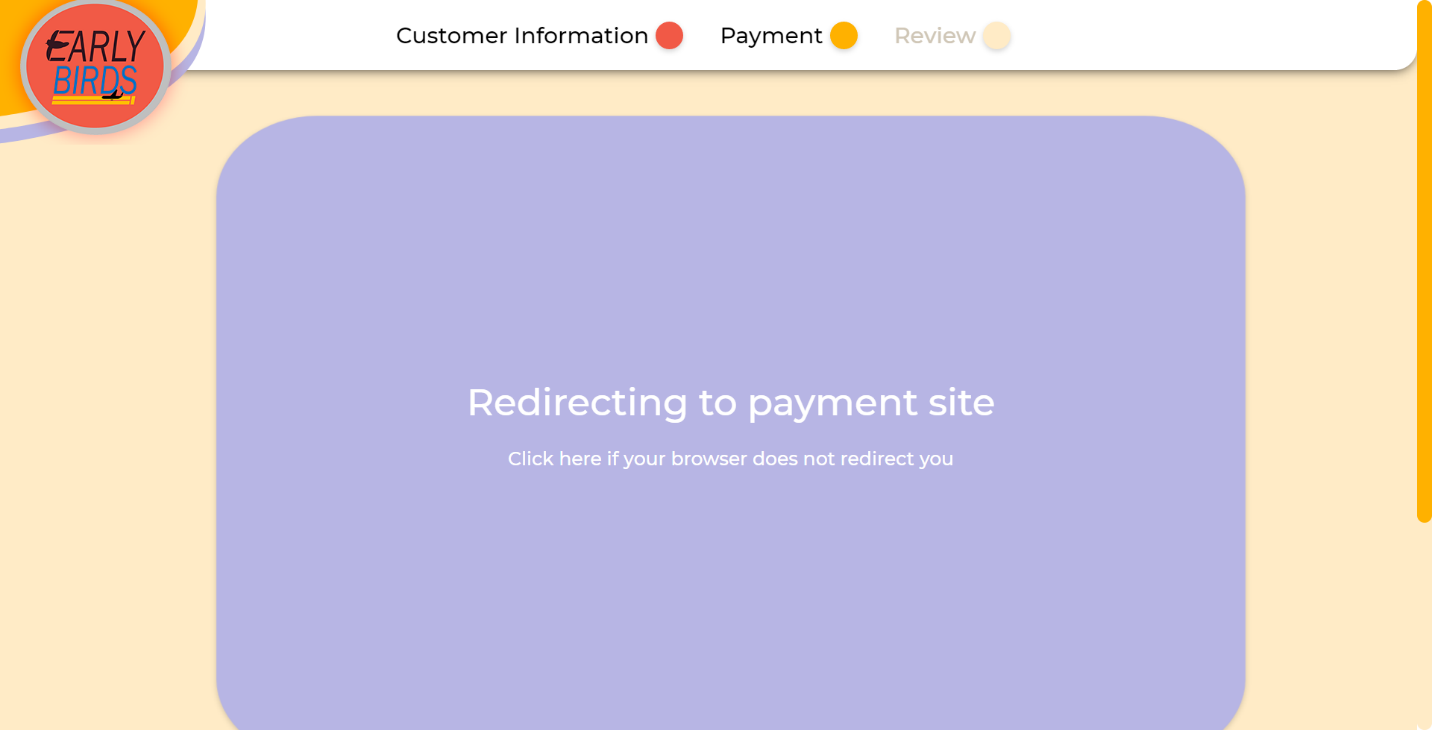 EARLY
BIRDS
Customer Information
Payment
Review
Redirecting to payment site
Click here if your browser does not redirect you